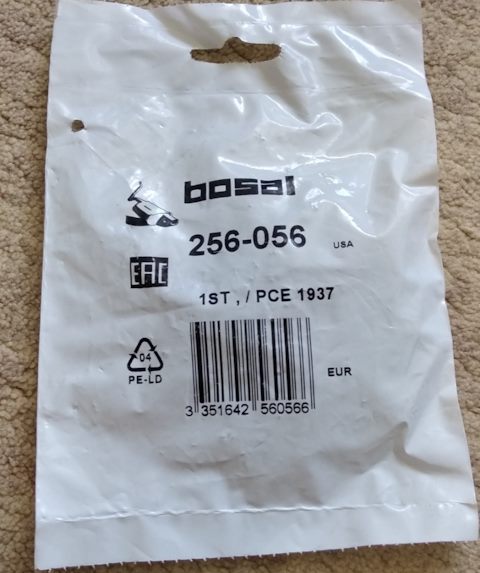 bosal
256-056 USA
EAC
1ST , / PCE 1937
04
PE-LD
EUR
3 351642 560566